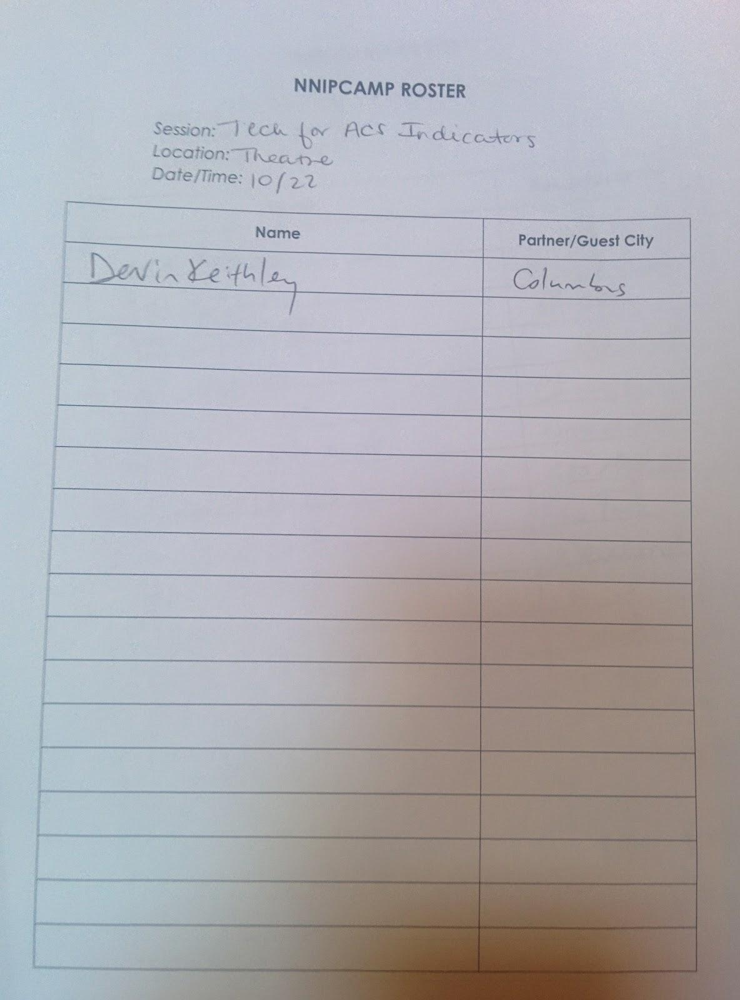 NNIPCAMP ROSTER
Session: Tech for ACS Indicators
Location: Theatre
Date/Time: 10/22
Name Partner/Guest City
Devin Keithley Columbus